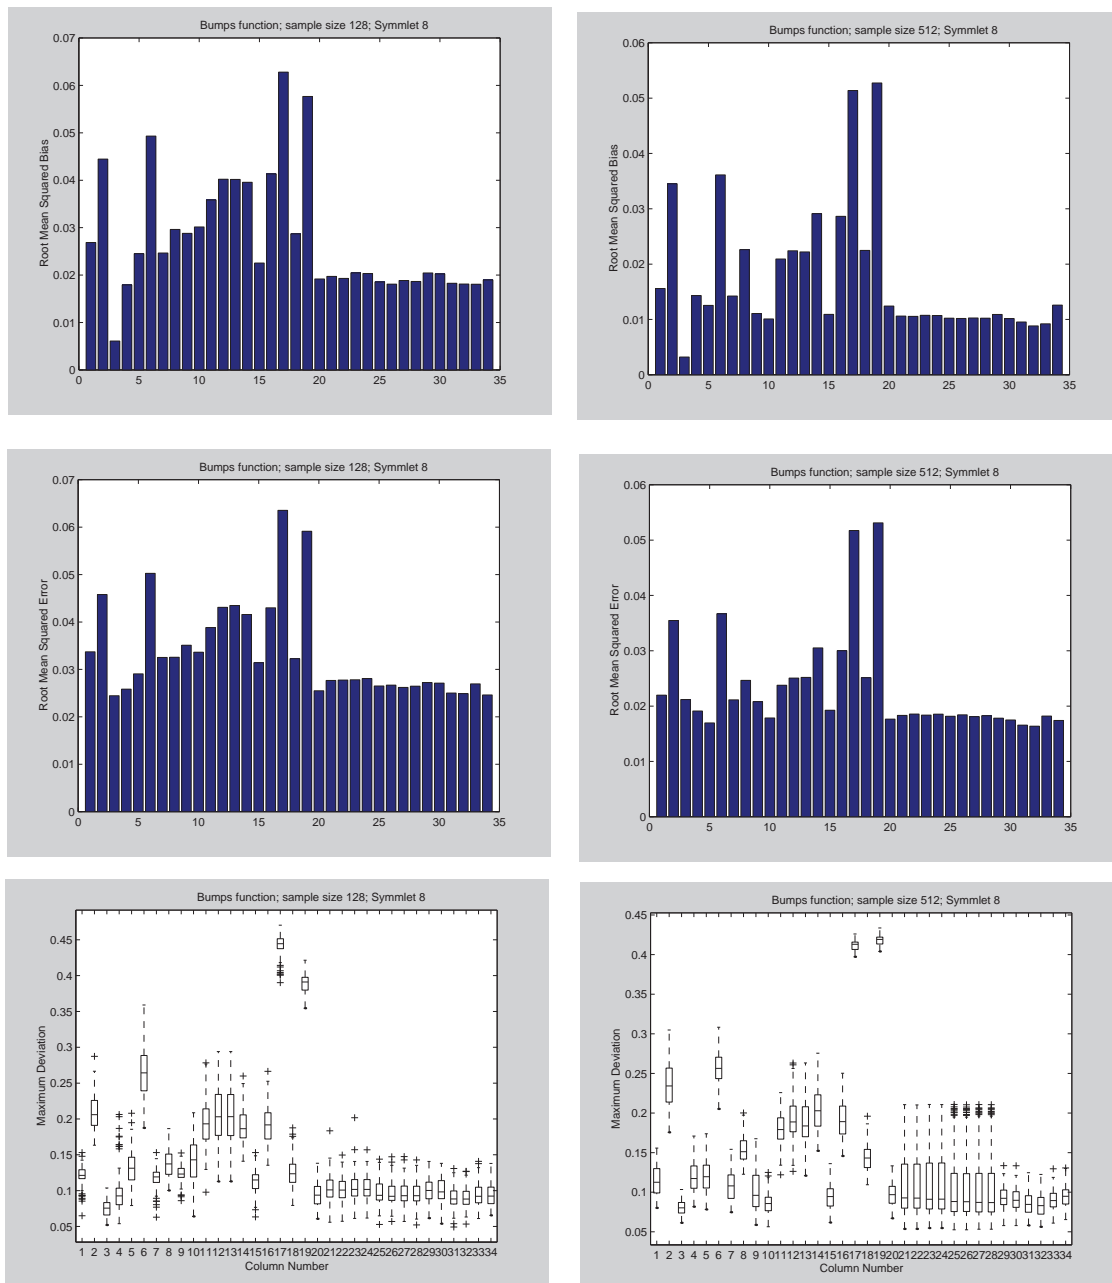 Bumps function; sample size 128; Symmlet 8
0.07
0.06
0.05
0.04
0.03
0.02
0.01
0
Root Mean Squared Bias
0 5 10 15 20 25 30 35
Bumps function; sample size 512; Symmlet 8
0.06
0.05
0.04
0.03
0.02
0.01
0
Root Mean Squared Bias
0 5 10 15 20 25 30 35
Bumps function; sample size 128; Symmlet 8
0.07
0.06
0.05
0.04
0.03
0.02
0.01
0
Root Mean Squared Error
0 5 10 15 20 25 30 35
Bumps function; sample size 512; Symmlet 8
0.06
0.05
0.04
0.03
0.02
0.01
0
Root Mean Squared Error
0 5 10 15 20 25 30 35
Bumps function; sample size 128; Symmlet 8
0.45
0.4
0.35
0.3
0.25
0.2
0.15
0.1
0.05
Maximum Deviation
1 2 3 4 5 6 7 8 9 10111213141516171819202122232425262728293031323334
Column Number
Bumps function; sample size 512; Symmlet 8
0.45
0.4
0.35
0.3
0.25
0.2
0.15
0.1
0.05
Maximum Deviation
1 2 3 4 5 6 7 8 9 10111213141516171819202122232425262728293031323334
Column Number